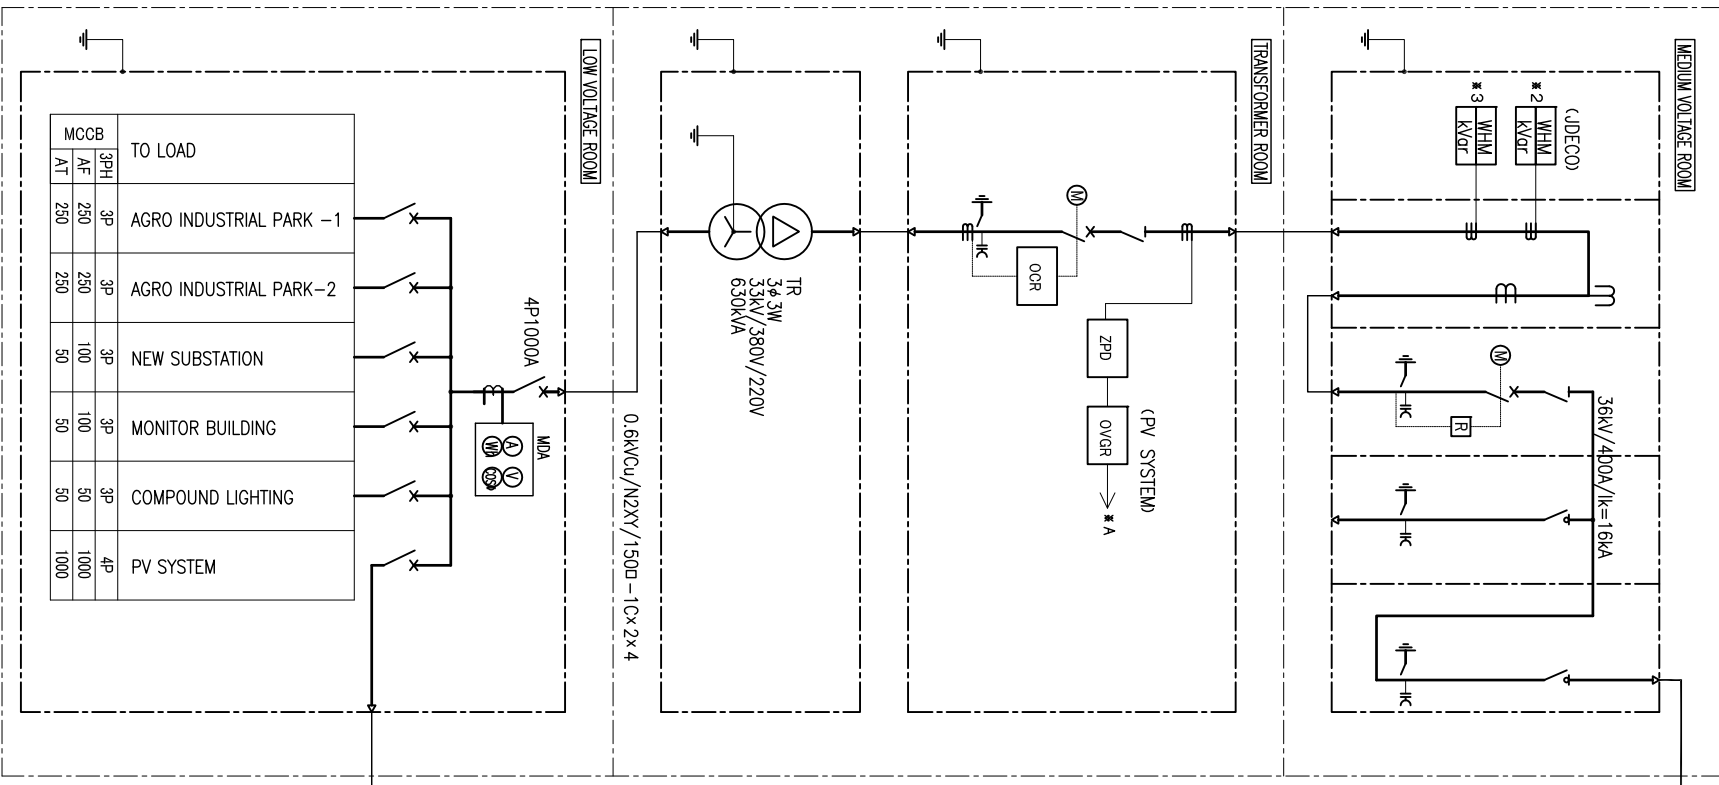 LOW VOLTAGE ROOM
MCCB
TO LOAD
3PH
AF
AT
AGRO INDUSTRIAL PARK -1
3P
250
250
AGRO INDUSTRIAL PARK-2
3P
250
250
NEW SUBSTATION
3P
100
50
MONITOR BUILDING
3P
100
50
COMPOUND LIGHTING
3P
50
50
PV SYSTEM
4P
1000
1000
4P1000A
MDA
A
V
Wh
cosφ
0.6kVCu/N2XY/150□-1C×2×4
TRANSFORMER ROOM
TR
3φ3W
33kV/380V/220V
630kVA
M
OCR
ZPD
OVGR
(PV SYSTEM)
※A
MEDIUM VOLTAGE ROOM
(JDECO)
※2
WHM
kVar
※3
WHM
kVar
M
R
36kV/400A/Ik=16kA